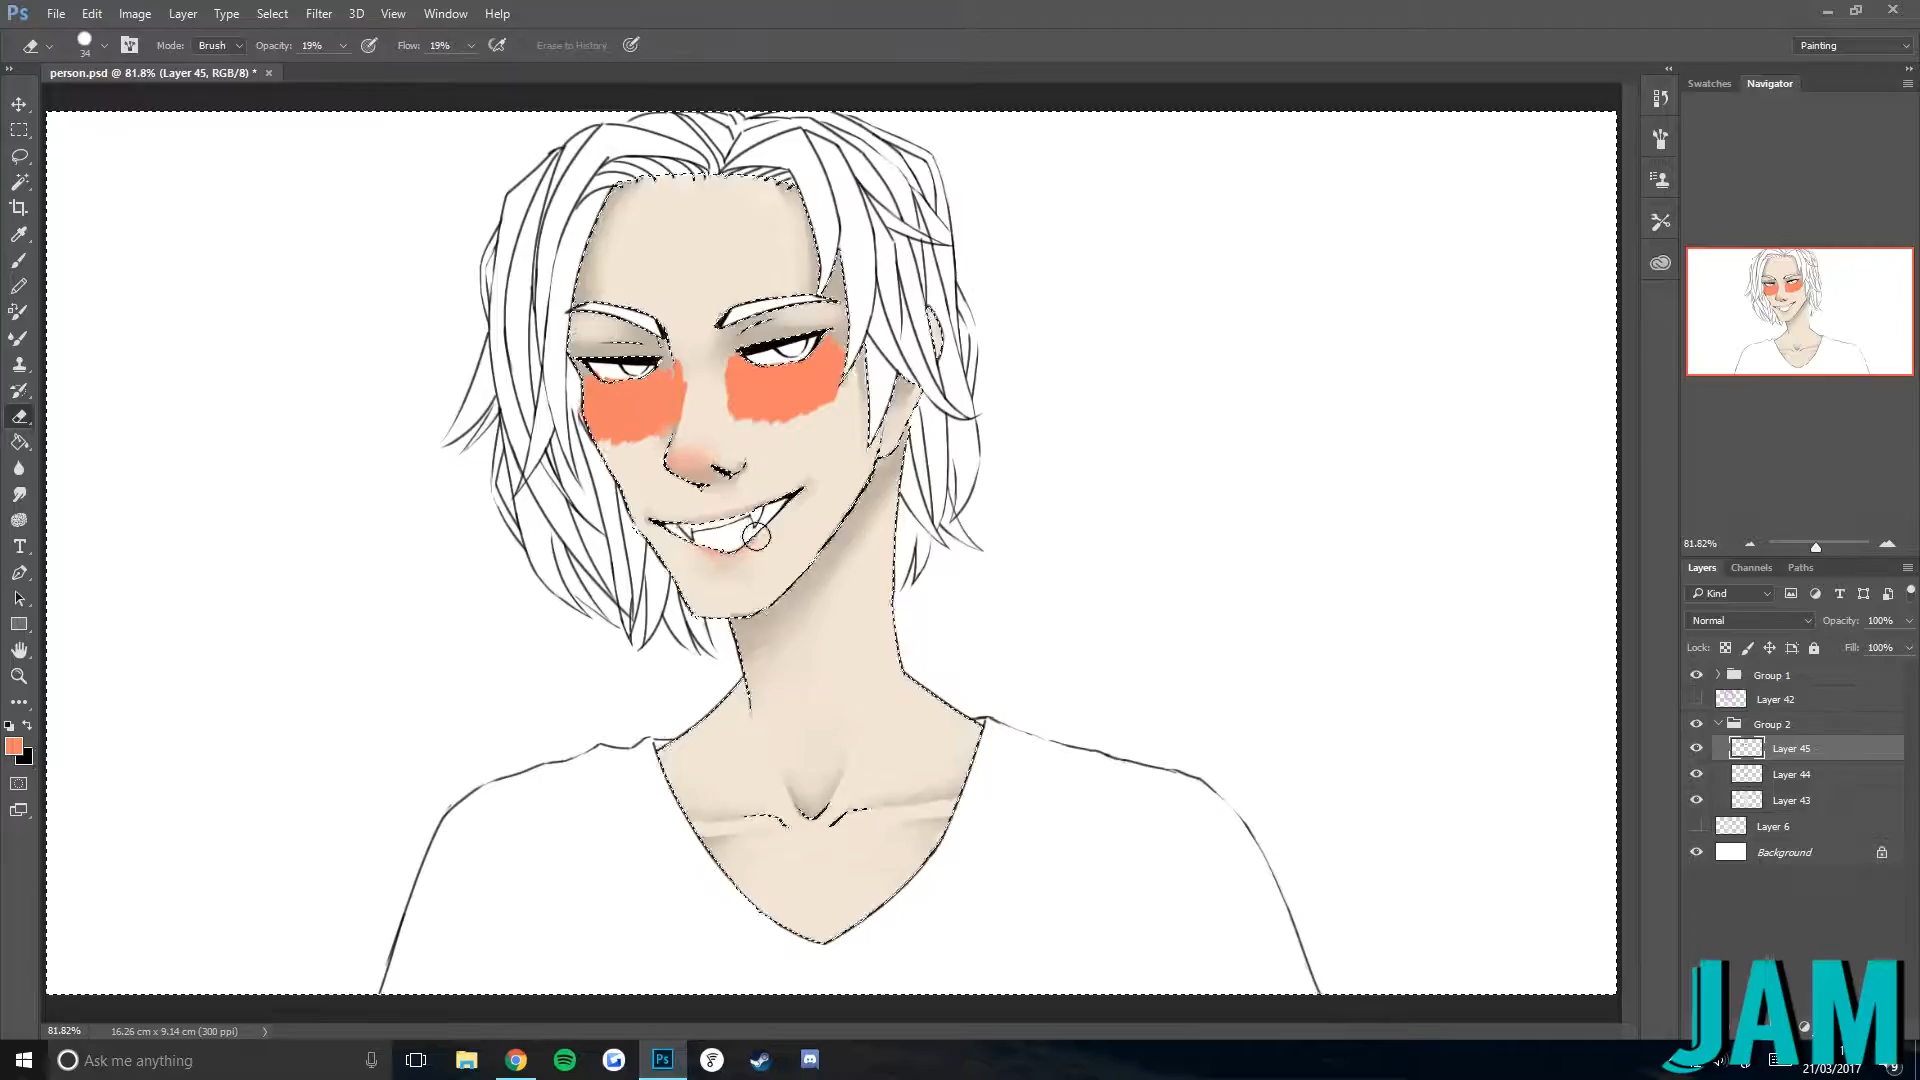 Ps File Edit Image Layer Type Select Filter 3D View Window Help
34 Mode: Brush Opacity: 19% Flow: 19% Erase to History Painting
person.psd @ 81.8% (Layer 45, RGB/8) *
Swatches Navigator
81.82%
Layers Channels Paths
Kind
Normal Opacity: 100%
Lock: Fill: 100%
Group 1
Layer 42
Group 2
Layer 45
Layer 44
Layer 43
Layer 6
Background
81.82% 16.26 cm x 9.14 cm (300 ppi)
JAM
Ask me anything
Ps
21/03/2017